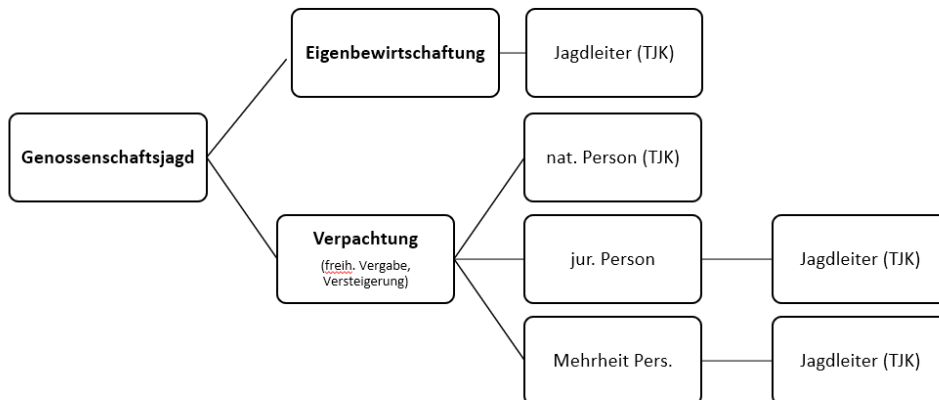 Eigenbewirtschaftung
Jagdleiter (TJK)
Genossenschaftsjagd
nat. Person (TJK)
Verpachtung
(freih. Vergabe,
Versteigerung)
jur. Person
Jagdleiter (TJK)
Mehrheit Pers.
Jagdleiter (TJK)